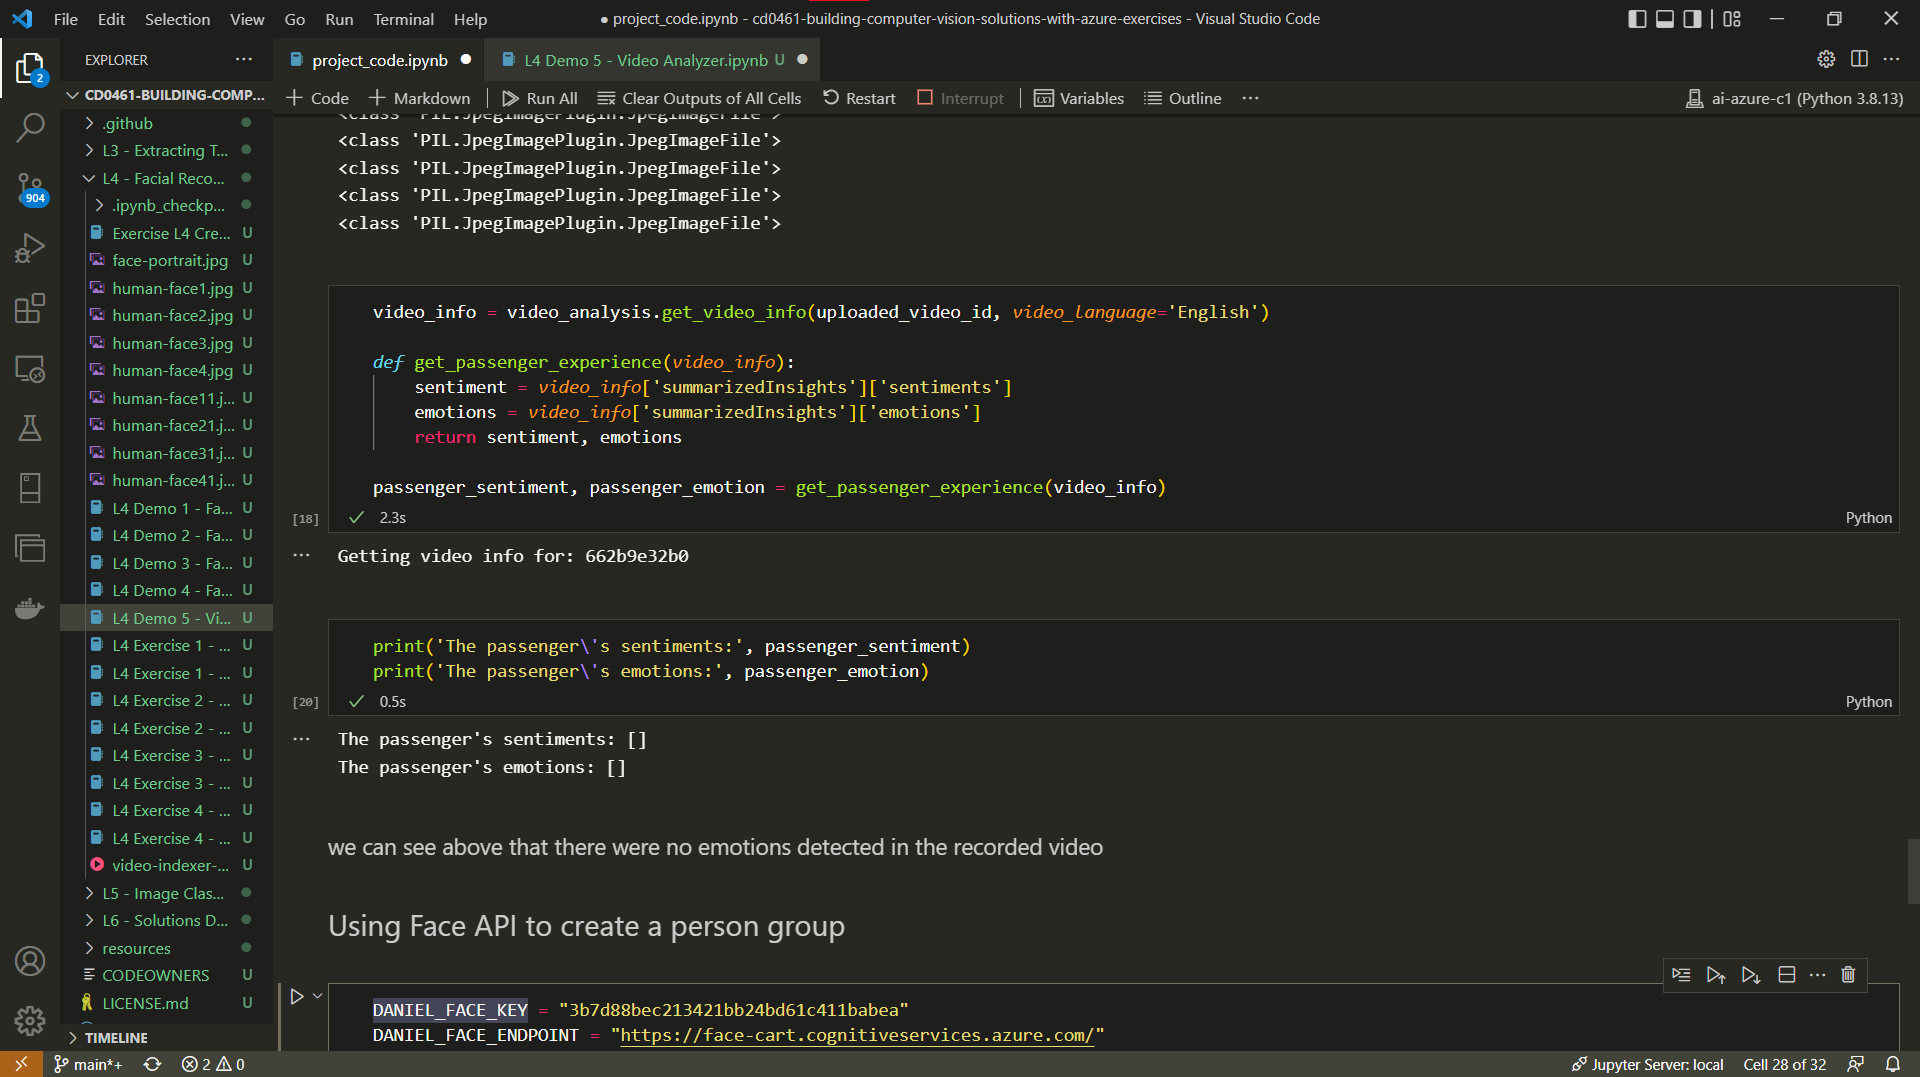 File Edit Selection View Go Run Terminal Help
● project_code.ipynb - cd0461-building-computer-vision-solutions-with-azure-exercises - Visual Studio Code
EXPLORER ···
project_code.ipynb ●
L4 Demo 5 - Video Analyzer.ipynb U ●
CD0461-BUILDING-COMP...
+ Code + Markdown Run All Clear Outputs of All Cells Restart Interrupt Variables Outline ···
ai-azure-c1 (Python 3.8.13)
2
904
.github
L3 - Extracting T...
L4 - Facial Reco...
.ipynb_checkp...
Exercise L4 Cre... U
face-portrait.jpg U
human-face1.jpg U
human-face2.jpg U
human-face3.jpg U
human-face4.jpg U
human-face11.j... U
human-face21.j... U
human-face31.j... U
human-face41.j... U
L4 Demo 1 - Fa... U
L4 Demo 2 - Fa... U
L4 Demo 3 - Fa... U
L4 Demo 4 - Fa... U
L4 Demo 5 - Vi... U
L4 Exercise 1 - ... U
L4 Exercise 1 - ... U
L4 Exercise 2 - ... U
L4 Exercise 2 - ... U
L4 Exercise 3 - ... U
L4 Exercise 3 - ... U
L4 Exercise 4 - ... U
L4 Exercise 4 - ... U
video-indexer-... U
L5 - Image Clas...
L6 - Solutions D...
resources
CODEOWNERS U
LICENSE.md U
TIMELINE
<class 'PIL.JpegImagePlugin.JpegImageFile'>
<class 'PIL.JpegImagePlugin.JpegImageFile'>
<class 'PIL.JpegImagePlugin.JpegImageFile'>
<class 'PIL.JpegImagePlugin.JpegImageFile'>
<class 'PIL.JpegImagePlugin.JpegImageFile'>
video_info = video_analysis.get_video_info(uploaded_video_id, video_language='English')
def get_passenger_experience(video_info):
sentiment = video_info['summarizedInsights']['sentiments']
emotions = video_info['summarizedInsights']['emotions']
return sentiment, emotions
passenger_sentiment, passenger_emotion = get_passenger_experience(video_info)
[18] ✓ 2.3s Python
··· Getting video info for: 662b9e32b0
print('The passenger\'s sentiments:', passenger_sentiment)
print('The passenger\'s emotions:', passenger_emotion)
[20] ✓ 0.5s Python
··· The passenger's sentiments: []
The passenger's emotions: []
we can see above that there were no emotions detected in the recorded video
Using Face API to create a person group
DANIEL_FACE_KEY = "3b7d88bec213421bb24bd61c411babea"
DANIEL_FACE_ENDPOINT = "https://face-cart.cognitiveservices.azure.com/"
main*+ 2 0
Jupyter Server: local Cell 28 of 32